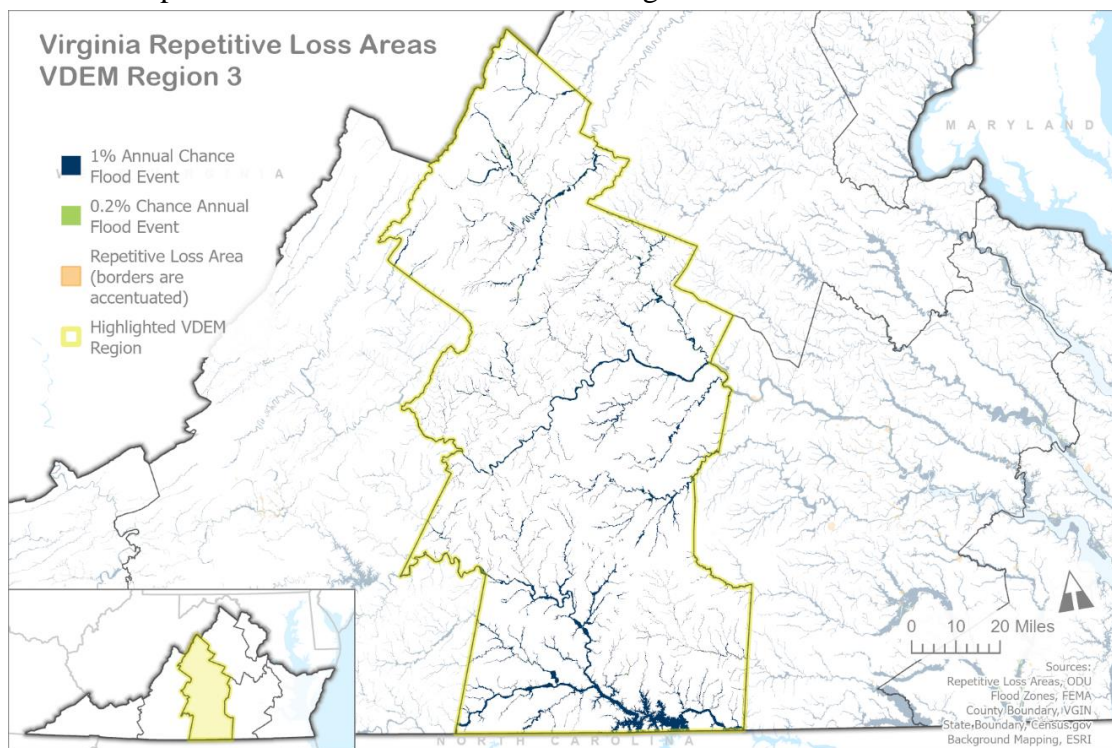 Virginia Repetitive Loss Areas
VDEM Region 3
1% Annual Chance
Flood Event
0.2% Chance Annual
Flood Event
Repetitive Loss Area
(borders are
accentuated)
Highlighted VDEM
Region
MARYLAND
0 10 20 Miles
Sources:
Repetitive Loss Areas, ODU
Flood Zones, FEMA
County Boundary, VGIN
State Boundary, Census.gov
Background Mapping, ESRI
NORTH CAROLINA